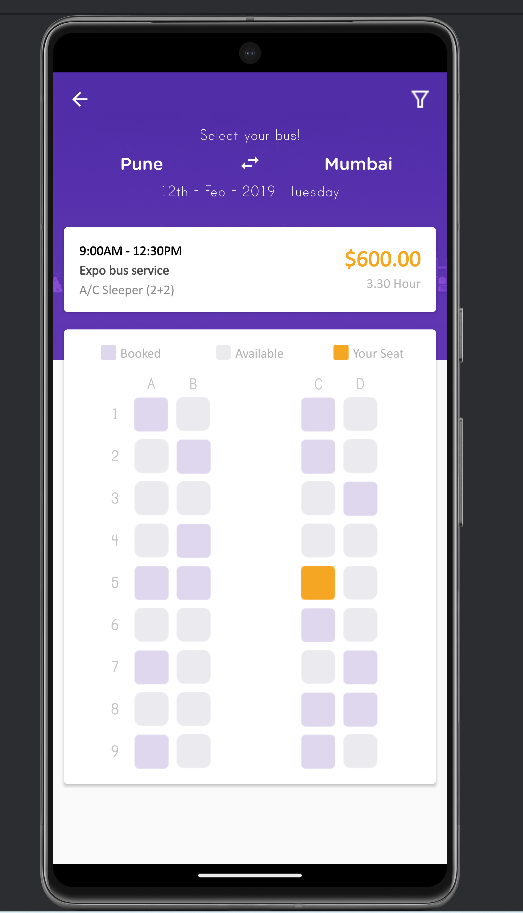 Select your bus!
Pune Mumbai
12th - Feb - 2019 Tuesday
9:00AM - 12:30PM $600.00
Expo bus service
A/C Sleeper (2+2) 3.30 Hour
Booked Available Your Seat
A B C D
1
2
3
4
5
6
7
8
9